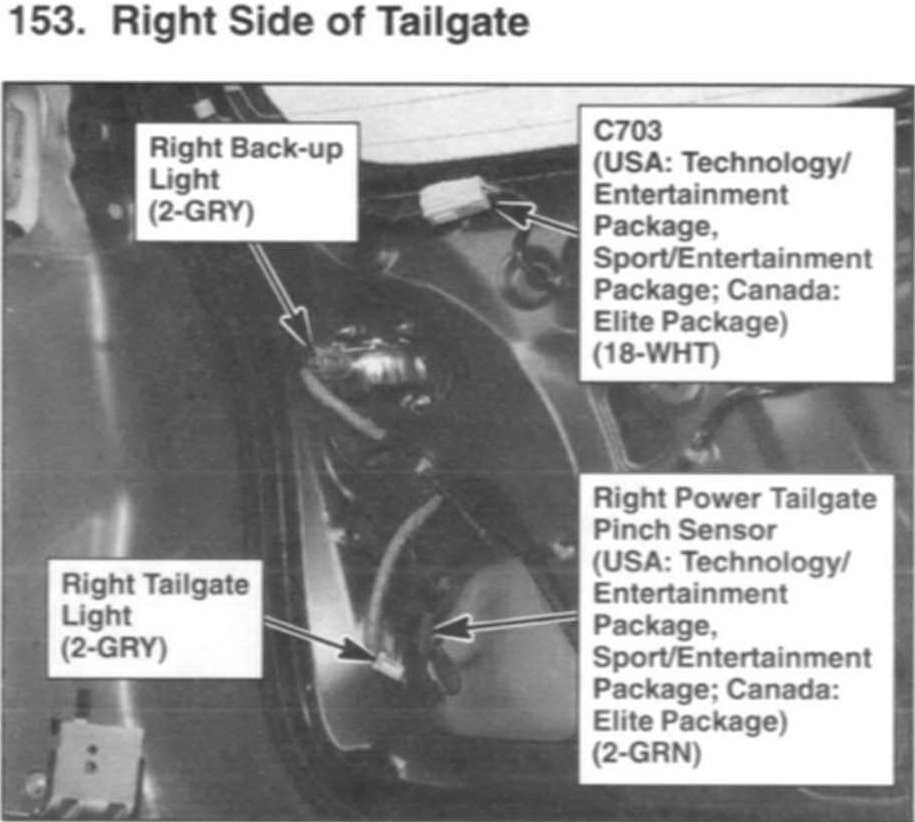 153. Right Side of Tailgate
Right Back-up
Light
(2-GRY)
C703
(USA: Technology/
Entertainment
Package,
Sport/Entertainment
Package; Canada:
Elite Package)
(18-WHT)
Right Tailgate
Light
(2-GRY)
Right Power Tailgate
Pinch Sensor
(USA: Technology/
Entertainment
Package,
Sport/Entertainment
Package; Canada:
Elite Package)
(2-GRN)